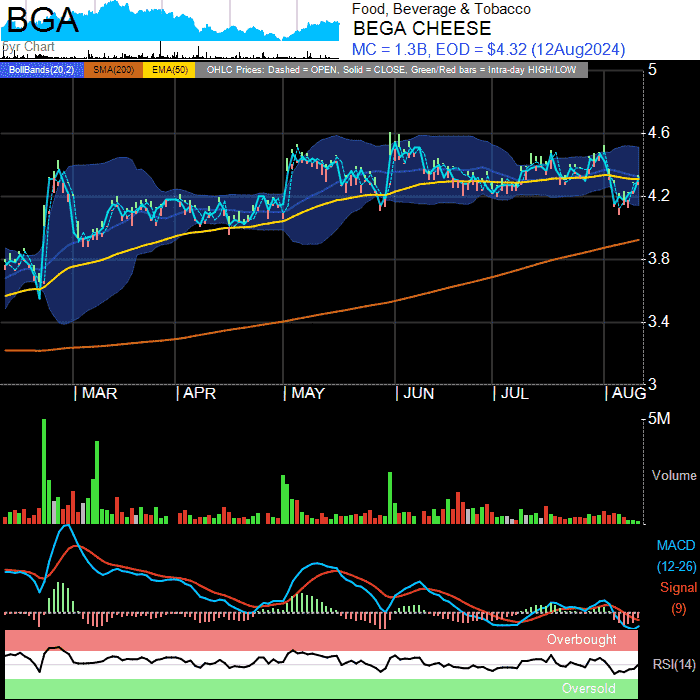 BGA
5yr Chart
Food, Beverage & Tobacco
BEGA CHEESE
MC = 1.3B, EOD = $4.32 (12Aug2024)
BollBands(20,2) SMA(200) EMA(50) OHLC Prices: Dashed = OPEN, Solid = CLOSE, Green/Red bars = Intra-day HIGH/LOW
5
4.6
4.2
3.8
3.4
3
MAR APR MAY JUN JUL AUG
5M
Volume
MACD
(12-26)
Signal
(9)
Overbought
RSI(14)
Oversold